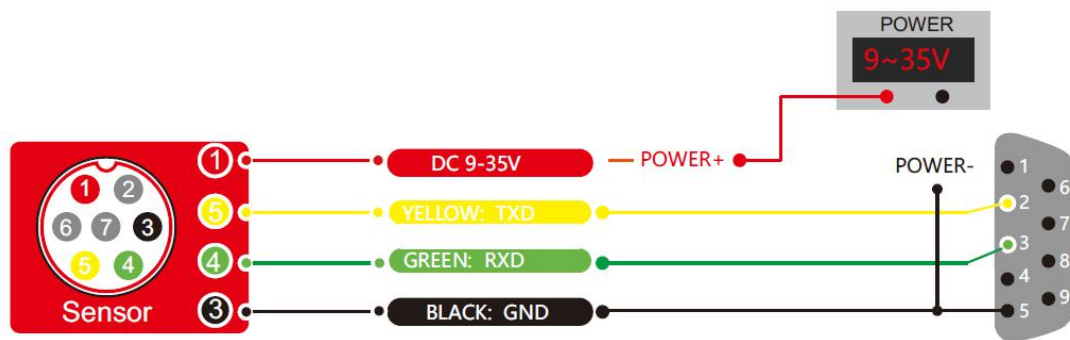 POWER
9~35V
1 DC 9-35V POWER+
POWER-
1 2
6 7 3
5 4
Sensor
5 YELLOW: TXD
4 GREEN: RXD
3 BLACK: GND
1
6
2
7
3
8
4
9
5